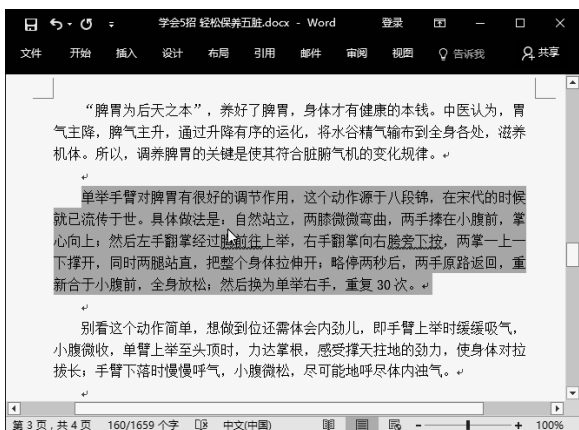 学会5招 轻松保养五脏.docx - Word
登录
文件 开始 插入 设计 布局 引用 邮件 审阅 视图 告诉我 共享
“脾胃为后天之本”，养好了脾胃，身体才有健康的本钱。中医认为，胃
气主降，脾气主升，通过升降有序的运化，将水谷精气输布到全身各处，滋养
机体。所以，调养脾胃的关键是使其符合脏腑气机的变化规律。
单举手臂对脾胃有很好的调节作用，这个动作源于八段锦，在宋代的时候
就已流传于世。具体做法是：自然站立，两膝微微弯曲，两手捧在小腹前，掌
心向上；然后左手翻掌经过胸前往上举，右手翻掌向右胯旁下按，两掌一上一
下撑开，同时两腿站直，把整个身体拉伸开；略停两秒后，两手原路返回，重
新合于小腹前，全身放松；然后换为单举右手，重复 30 次。
别看这个动作简单，想做到位还需体会内劲儿，即手臂上举时缓缓吸气，
小腹微收，单臂上举至头顶时，力达掌根，感受撑天拄地的劲力，使身体对拉
拔长；手臂下落时慢慢呼气，小腹微松，尽可能地呼尽体内浊气。
第 3 页，共 4 页 160/1659 个字 中文(中国) 100%